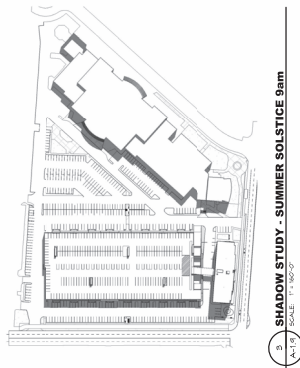 SHADOW STUDY - SUMMER SOLSTICE 9am
SCALE: 1" = 160'-0"
3
A-1.9